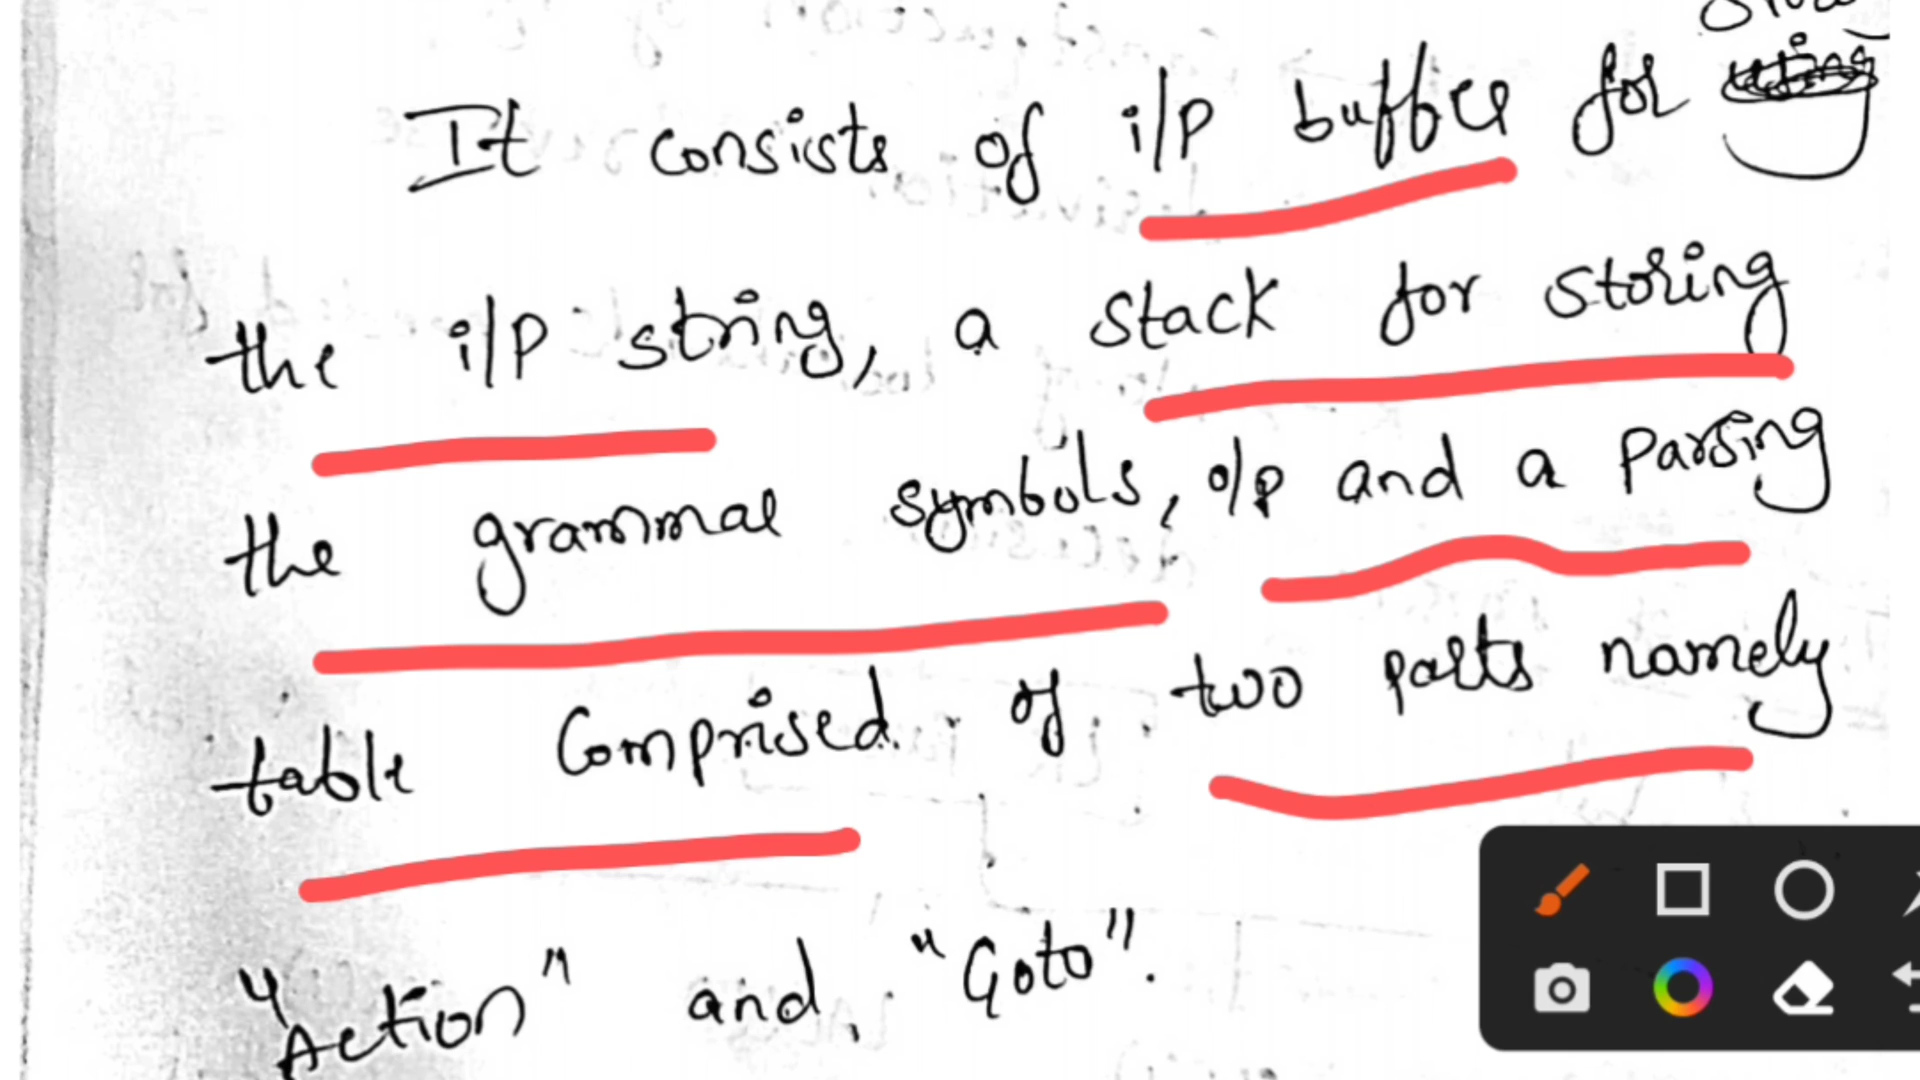 It consists of i/p buffer for
the i/p string, a stack for storing
the grammar symbols, o/p and a Parsing
table Comprised of two parts namely
"Action" and "Goto".